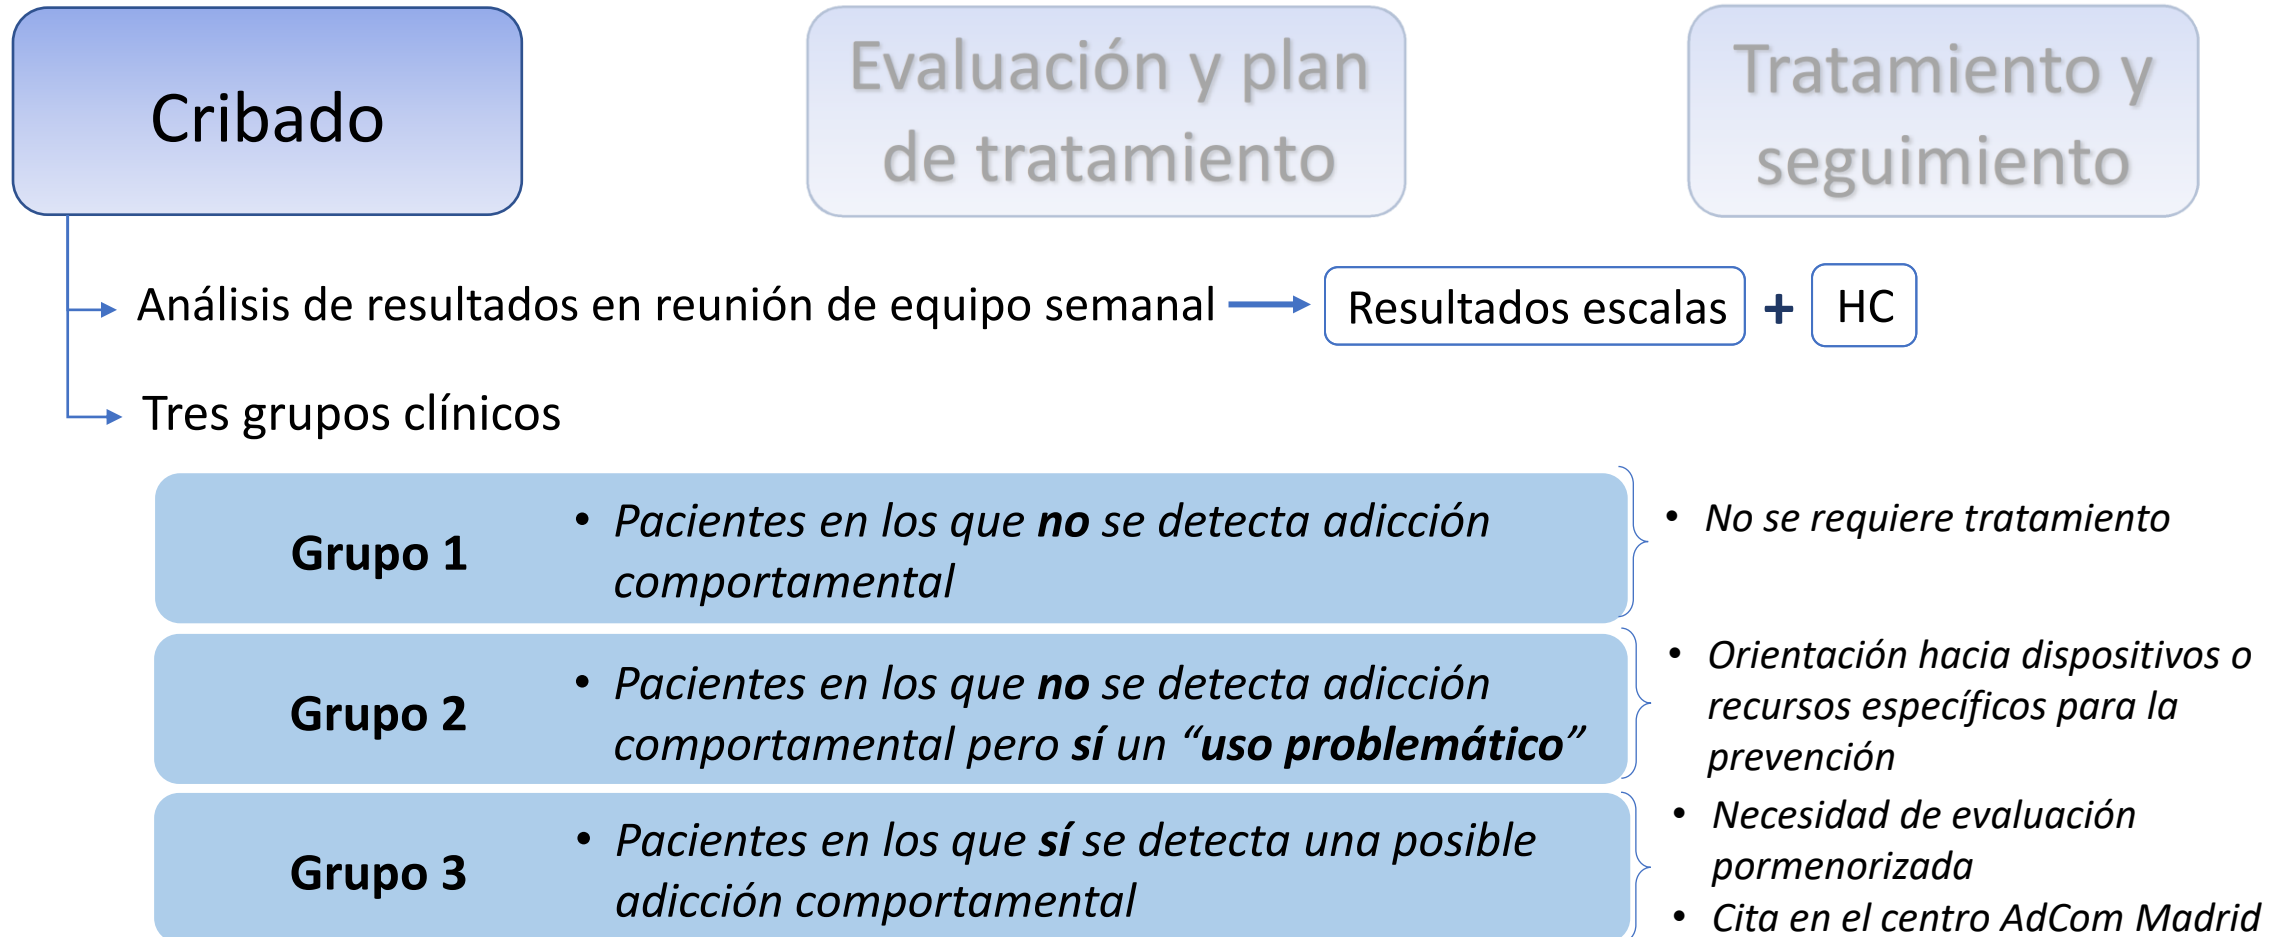 Cribado
Evaluación y plan
de tratamiento
Tratamiento y
seguimiento
Análisis de resultados en reunión de equipo semanal
Resultados escalas
+
HC
Tres grupos clínicos
Grupo 1
• Pacientes en los que no se detecta adicción
comportamental
• No se requiere tratamiento
Grupo 2
• Pacientes en los que no se detecta adicción
comportamental pero sí un “uso problemático”
• Orientación hacia dispositivos o
recursos específicos para la
prevención
Grupo 3
• Pacientes en los que sí se detecta una posible
adicción comportamental
• Necesidad de evaluación
pormenorizada
• Cita en el centro AdCom Madrid